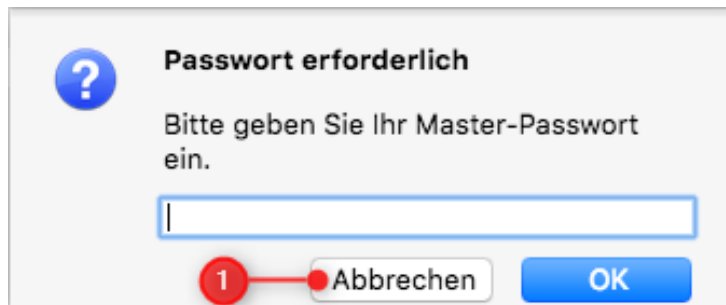 ?
Passwort erforderlich
Bitte geben Sie Ihr Master-Passwort
ein.
1
Abbrechen
OK